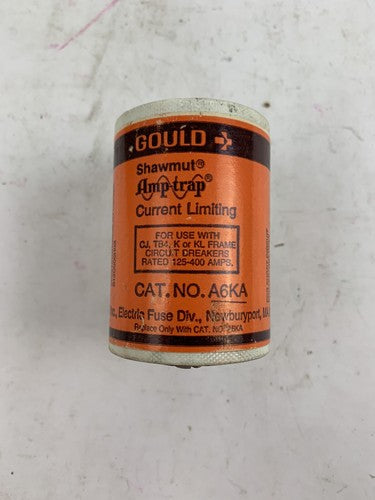 GOULD
Shawmut®
Amp-trap®
Current Limiting
FOR USE WITH
CJ, TB4, K or KL FRAME
CIRCUIT BREAKERS
RATED 125-400 AMPS.
CAT. NO. A6KA
Inc., Electric Fuse Div., Newburyport, MA
Replace Only With CAT. NO.